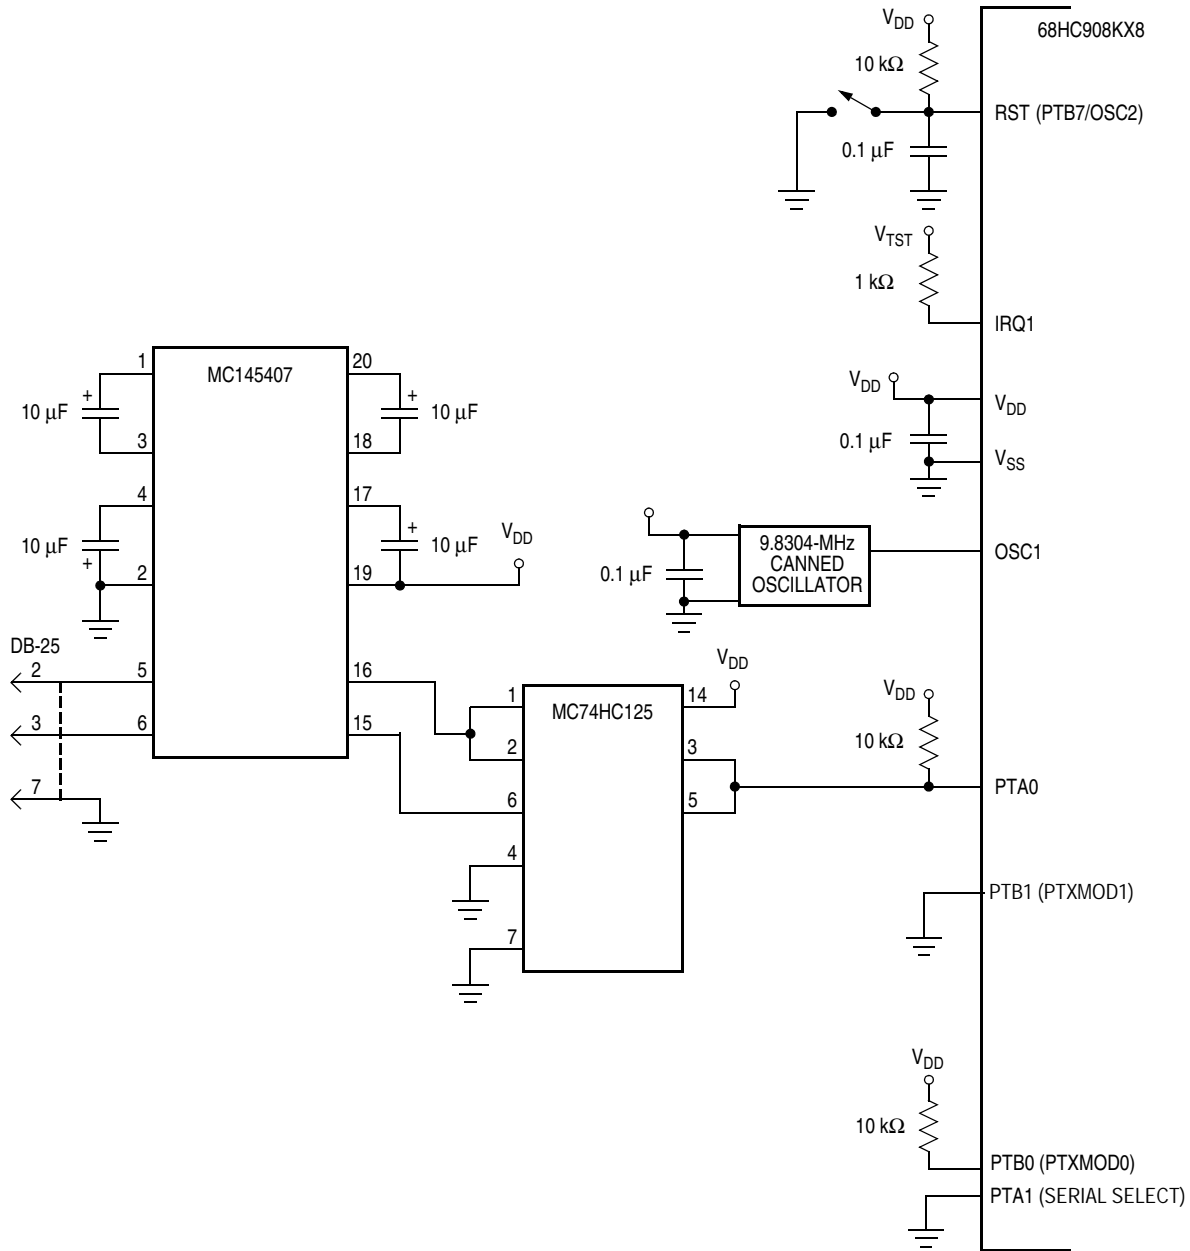 V_DD
68HC908KX8
10 kΩ
RST (PTB7/OSC2)
0.1 µF
V_TST
1 kΩ
IRQ1
1
MC145407
20
V_DD
V_DD
10 µF
+
+
10 µF
0.1 µF
3
18
V_SS
4
17
V_DD
10 µF
+
+
10 µF
9.8304-MHz
CANNED
OSCILLATOR
OSC1
0.1 µF
2
19
DB-25
2
5
16
V_DD
1
MC74HC125
14
V_DD
3
6
15
10 kΩ
2
3
7
6
5
PTA0
4
PTB1 (PTXMOD1)
7
V_DD
10 kΩ
PTB0 (PTXMOD0)
PTA1 (SERIAL SELECT)